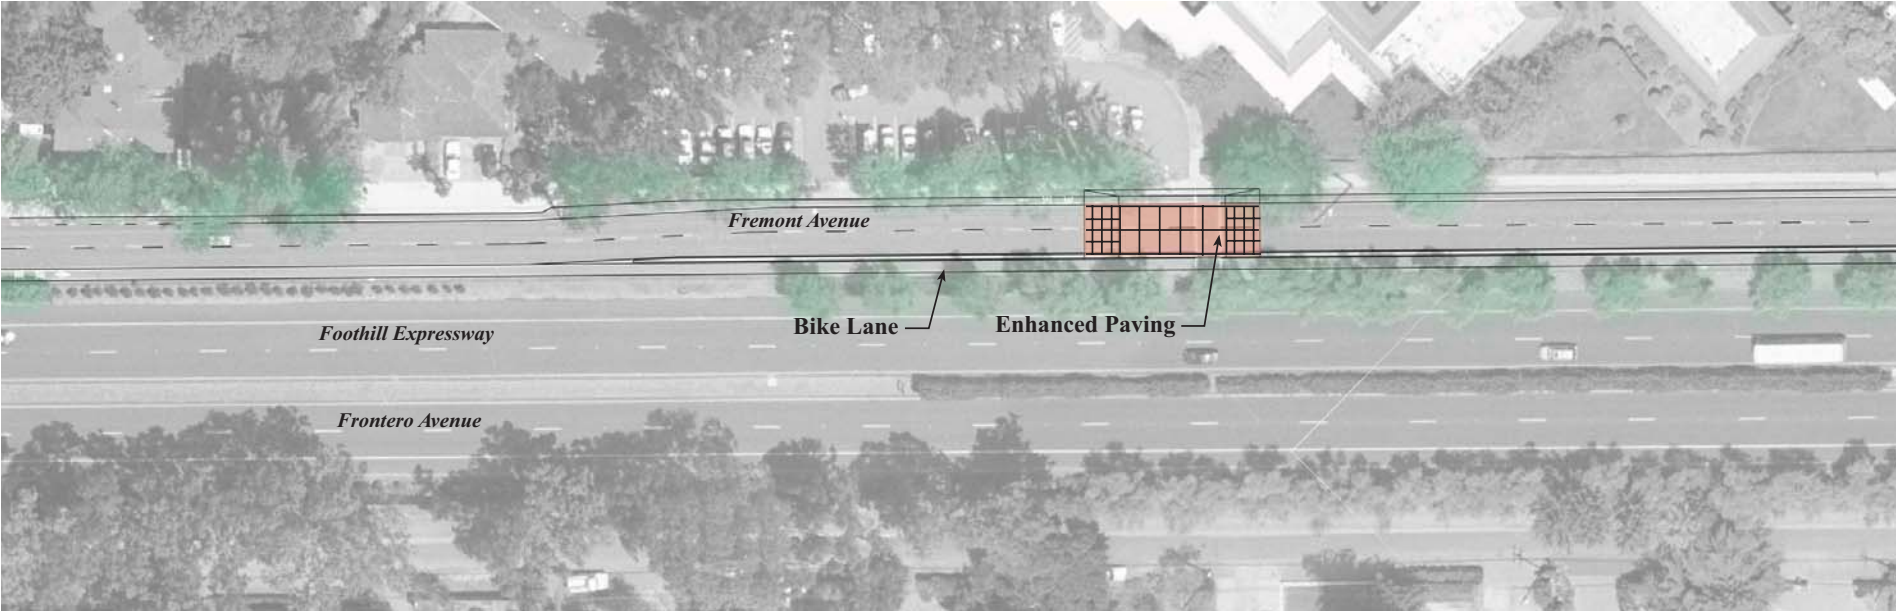 Fremont Avenue
Bike Lane
Enhanced Paving
Foothill Expressway
Frontero Avenue